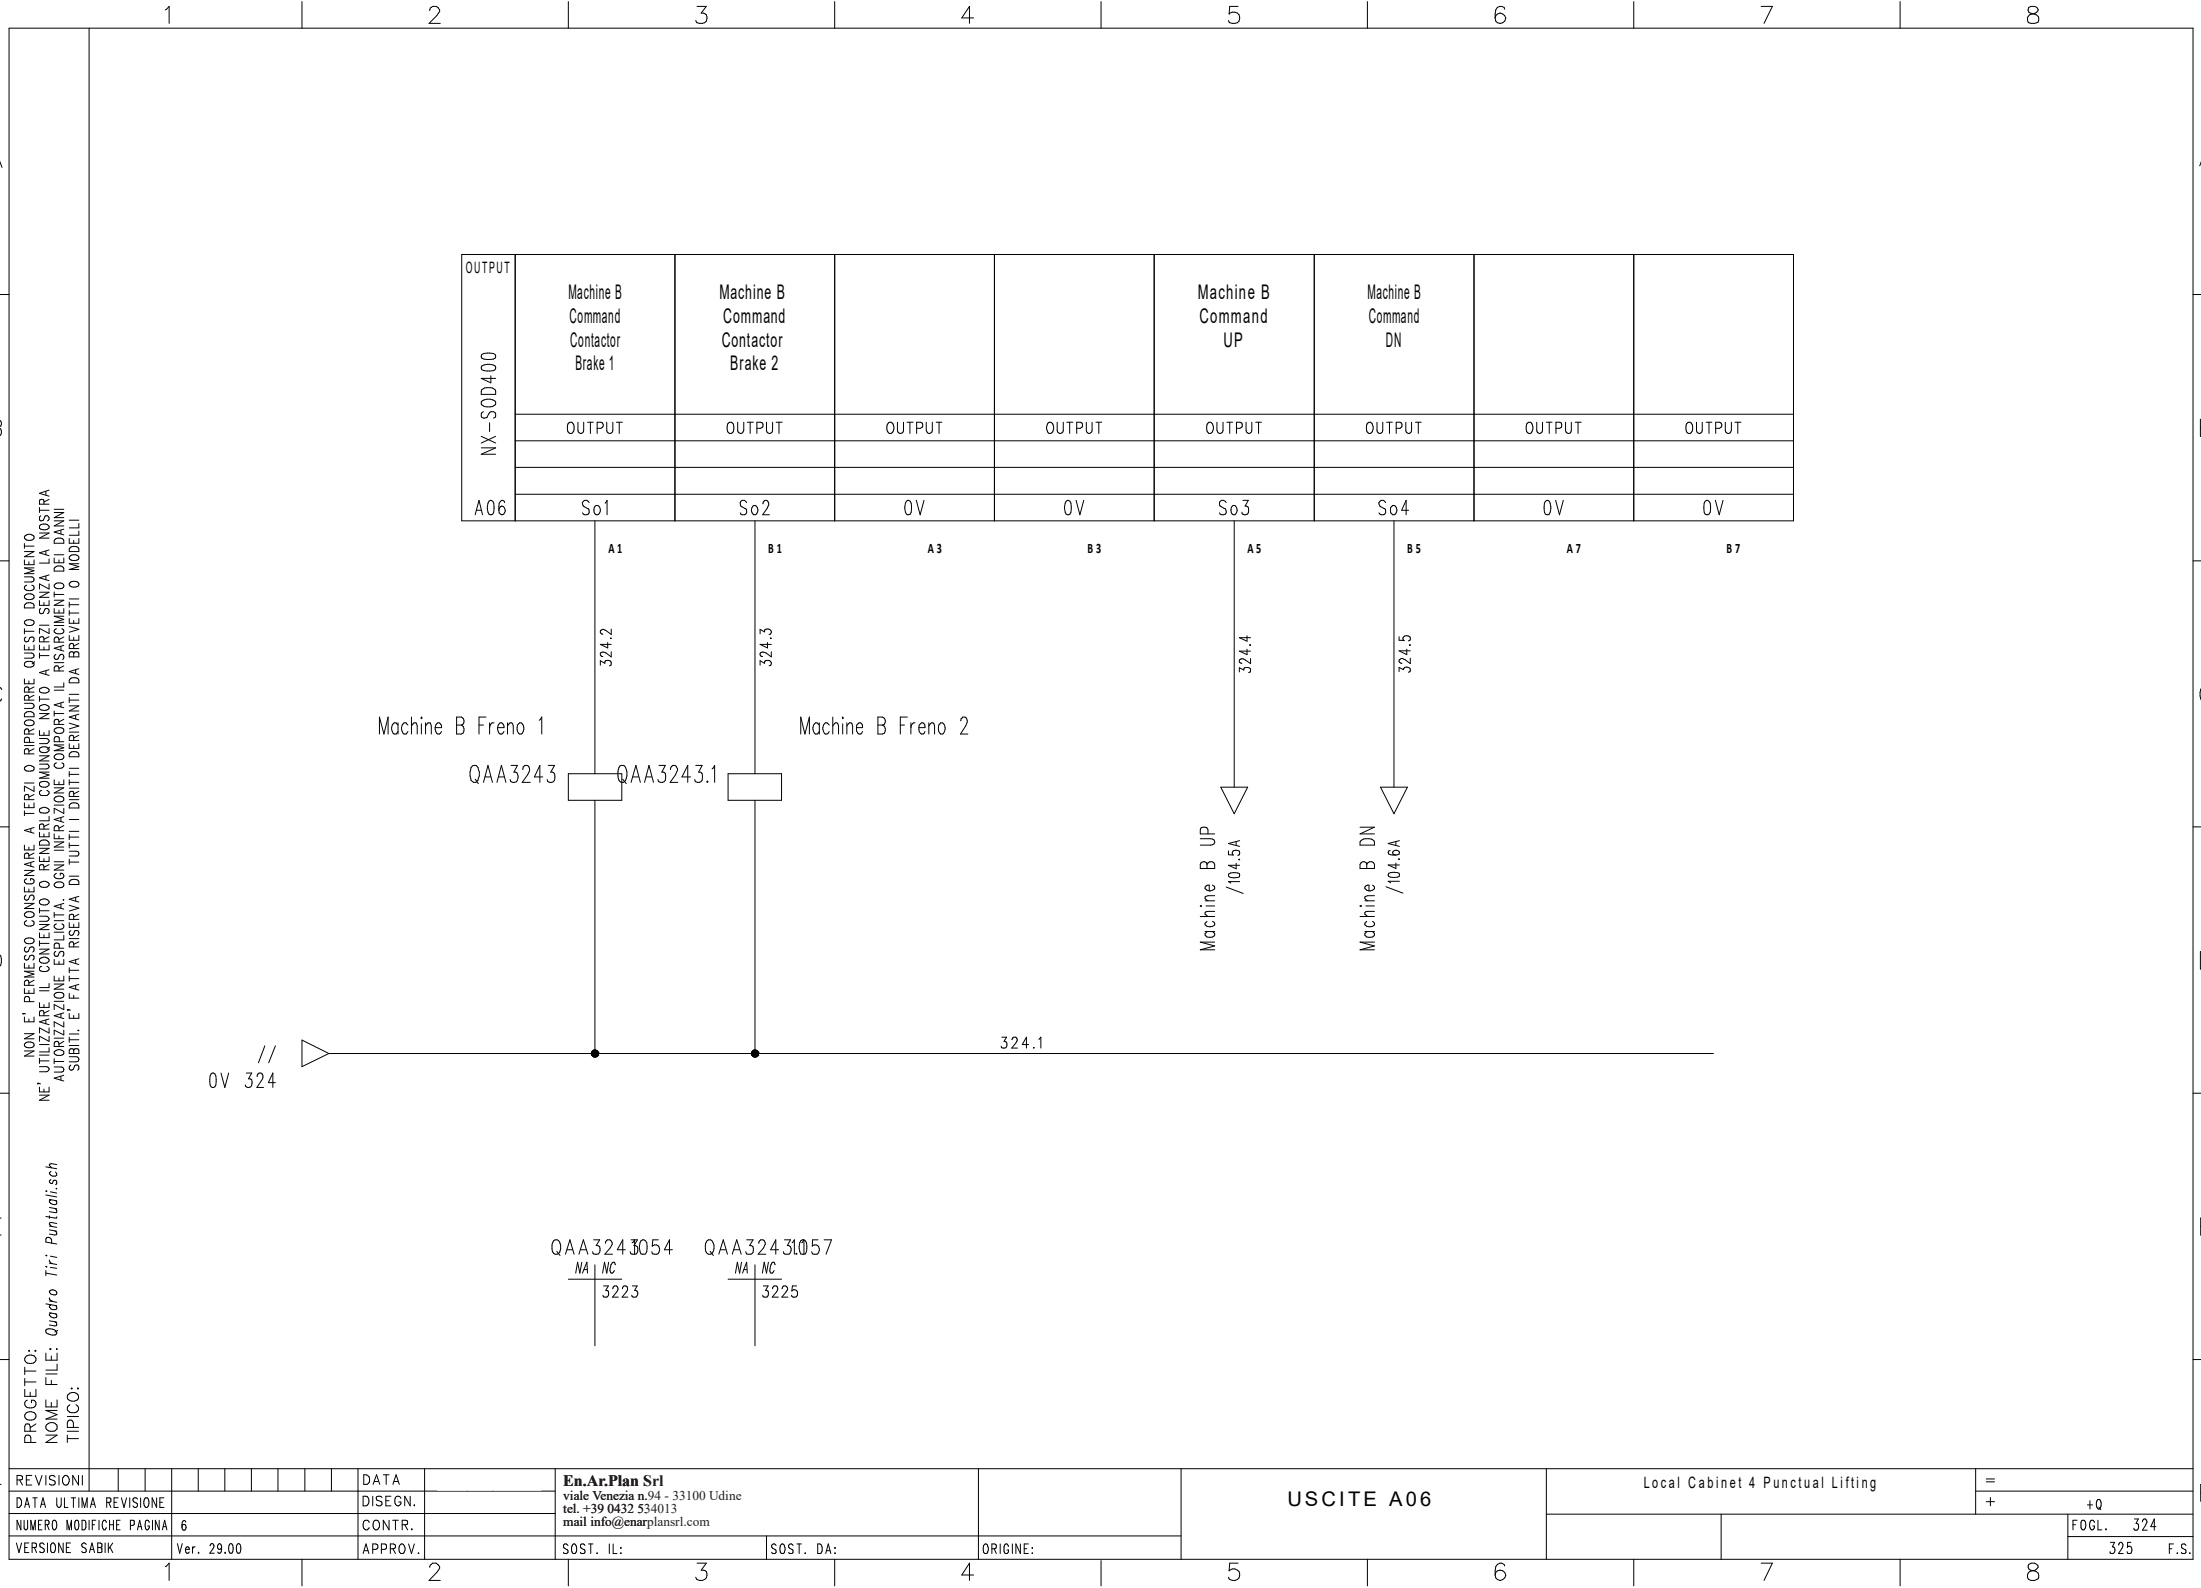 1 2 3 4 5 6 7 8
OUTPUT
NX-SOD400
A06
Machine B
Command
Contactor
Brake 1
Machine B
Command
Contactor
Brake 2
Machine B
Command
UP
Machine B
Command
DN
OUTPUT OUTPUT OUTPUT OUTPUT OUTPUT OUTPUT OUTPUT OUTPUT
So1 So2 0V 0V So3 So4 0V 0V
A1 B1 A3 B3 A5 B5 A7 B7
324.2 324.3 324.4 324.5
Machine B Freno 1
Machine B Freno 2
QAA3243
QAA3243.1
Machine B UP
/104.5A
Machine B DN
/104.6A
//
0V 324
324.1
QAA3243
QAA3243.1
NA NC
3223
NA NC
3225
NON E' PERMESSO CONSEGNARE A TERZI O RIPRODURRE QUESTO DOCUMENTO
NE' UTILIZZARE IL CONTENUTO O RENDERLO COMUNQUE NOTO A TERZI SENZA LA NOSTRA
AUTORIZZAZIONE ESPLICITA. OGNI INFRAZIONE COMPORTA IL RISARCIMENTO DEI DANNI
SUBITI. E' FATTA RISERVA DI TUTTI I DIRITTI DERIVANTI DA BREVETTI O MODELLI
PROGETTO:
NOME FILE: Quadro Tiri Puntuali.sch
TIPICO:
REVISIONI
DATA ULTIMA REVISIONE
NUMERO MODIFICHE PAGINA 6
VERSIONE SABIK Ver. 29.00
DATA
DISEGN.
CONTR.
APPROV.
En.Ar.Plan Srl
viale Venezia n.94 - 33100 Udine
tel. +39 0432 534013
mail info@enarplansrl.com
SOST. IL: SOST. DA: ORIGINE:
USCITE A06
Local Cabinet 4 Punctual Lifting
=
+ +Q
FOGL. 324
325 F.S.
1 2 3 4 5 6 7 8